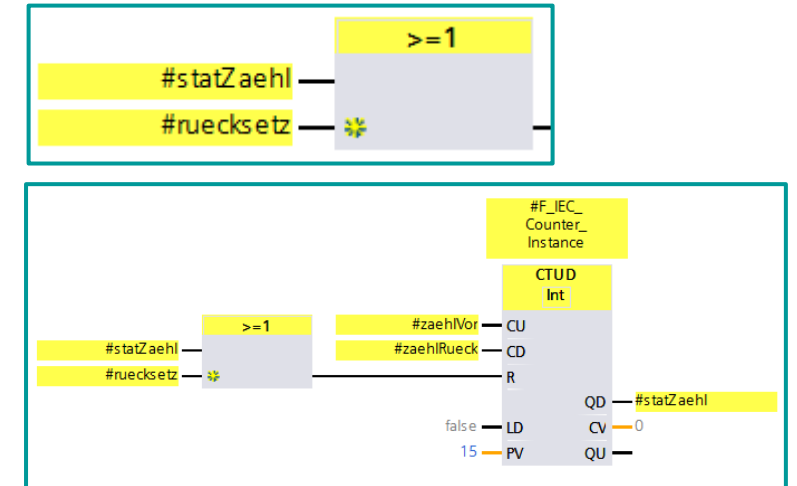 >=1
#statZaehl
#ruecksetz
#F_IEC_
Counter_
Instance
CTUD
Int
>=1
#statZaehl
#ruecksetz
#zaehlVor CU
#zaehlRueck CD
R
QD #statZaehl
false LD CV 0
15 PV QU